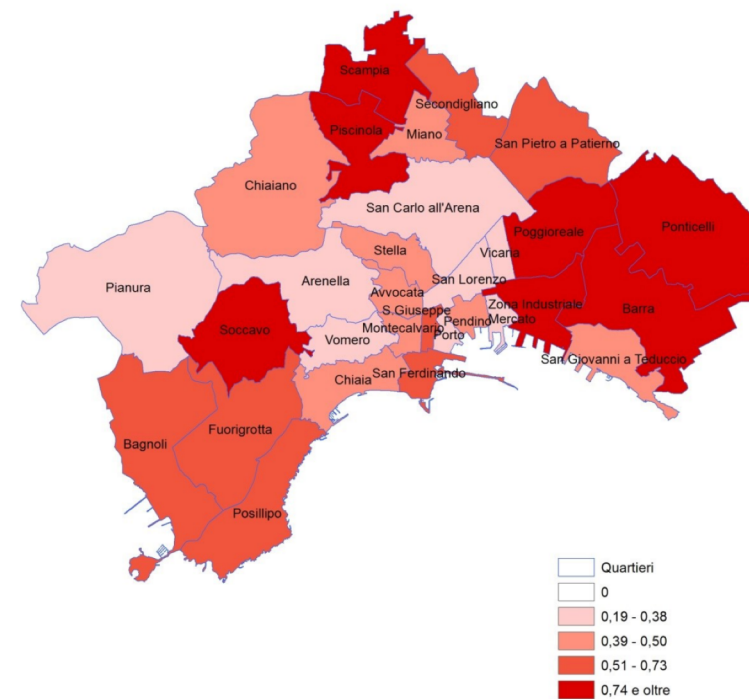 Scampia
Secondigliano
Piscinola
Miano
San Pietro a Patierno
Chiaiano
San Carlo all'Arena
Poggioreale
Ponticelli
Stella
Vicaria
Pianura
Arenella
San Lorenzo
Avvocata
S.Giuseppe
Zona Industriale
Barra
Soccavo
Montecalvario
Pendino
Mercato
Vomero
Porto
San Giovanni a Teduccio
Chiaia
San Ferdinando
Bagnoli
Fuorigrotta
Posillipo
Quartieri
0
0,19 - 0,38
0,39 - 0,50
0,51 - 0,73
0,74 e oltre